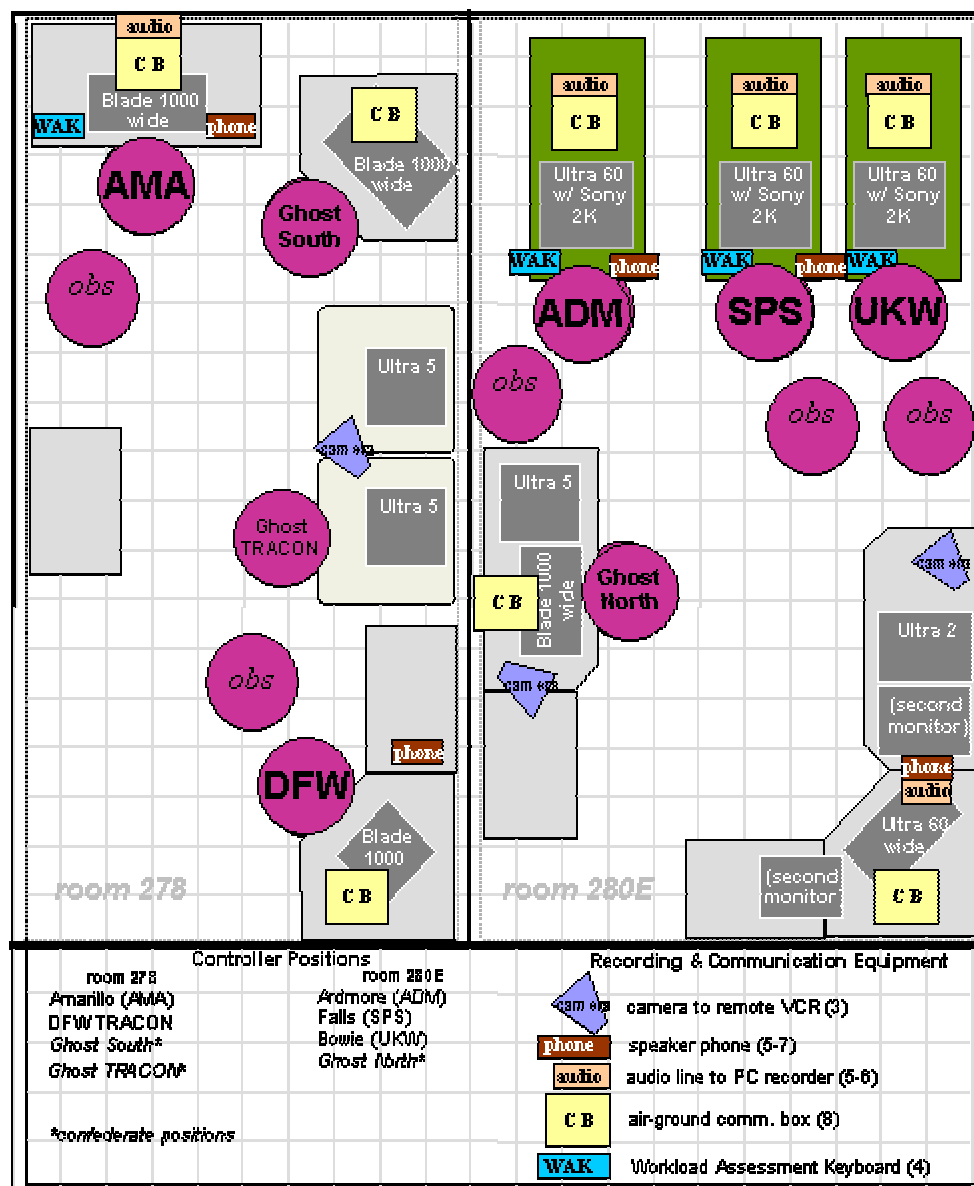 audio
C B
Blade 1000
wide
WAK
phone
AMA
obs
C B
Blade 1000
wide
Ghost
South
Ultra 5
camera
Ultra 5
Ghost
TRACON
obs
phone
DFW
Blade
1000
C B
room 278
audio
C B
Ultra 60
w/ Sony
2K
WAK
phone
ADM
audio
C B
Ultra 60
w/ Sony
2K
WAK
phone
SPS
audio
C B
Ultra 60
w/ Sony
2K
WAK
UKW
obs
obs
obs
Ultra 5
Blade 1000
wide
C B
Ghost
North
camera
camera
Ultra 2
(second
monitor)
phone
audio
Ultra 60
wide
(second
monitor
C B
room 280E
Controller Positions
room 278
Amarillo (AMA)
DFW TRACON
Ghost South*
Ghost TRACON*
room 280E
Ardmore (ADM)
Falls (SPS)
Bowie (UKW)
Ghost North*
*confederate positions
Recording & Communication Equipment
camera
camera to remote VCR (3)
phone
speaker phone (5-7)
audio
audio line to PC recorder (5-6)
C B
air-ground comm. box (8)
WAK
Workload Assessment Keyboard (4)